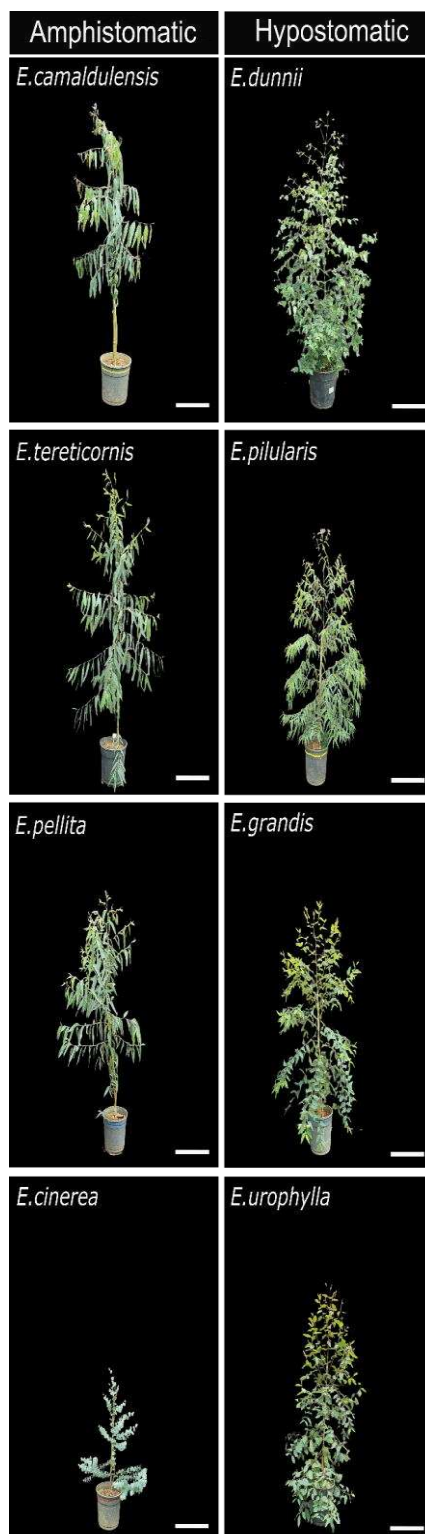 Amphistomatic
Hypostomatic
E.camaldulensis
E.dunnii
E.tereticornis
E.pilularis
E.pellita
E.grandis
E.cinerea
E.urophylla